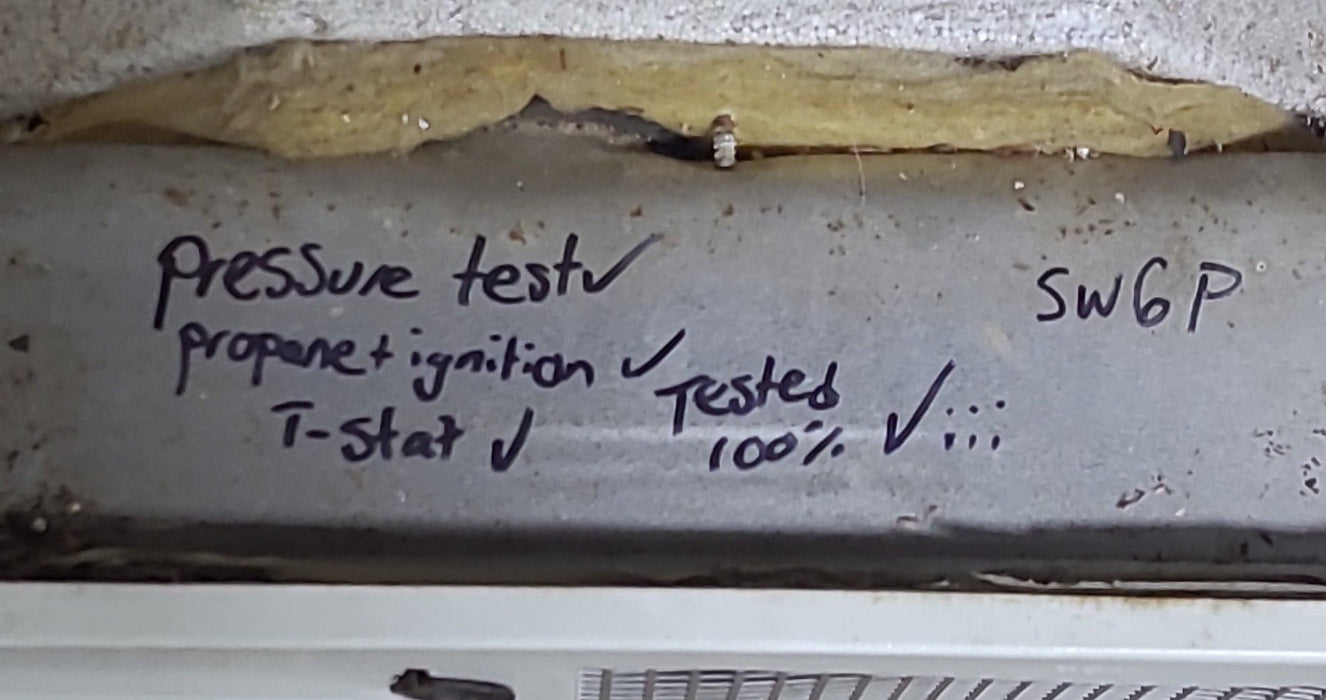 Pressure test✓
propane + ignition ✓
T-Stat ✓
Tested
100% ✓
SW6P